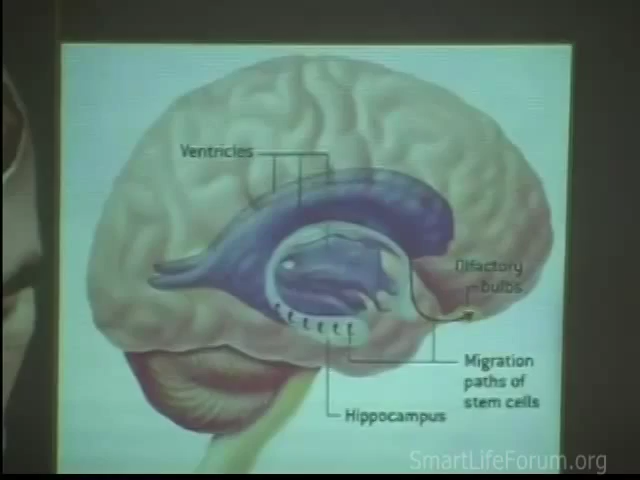 Ventricles
Olfactory
bulbs
Migration
paths of
stem cells
Hippocampus
SmartLifeForum.org